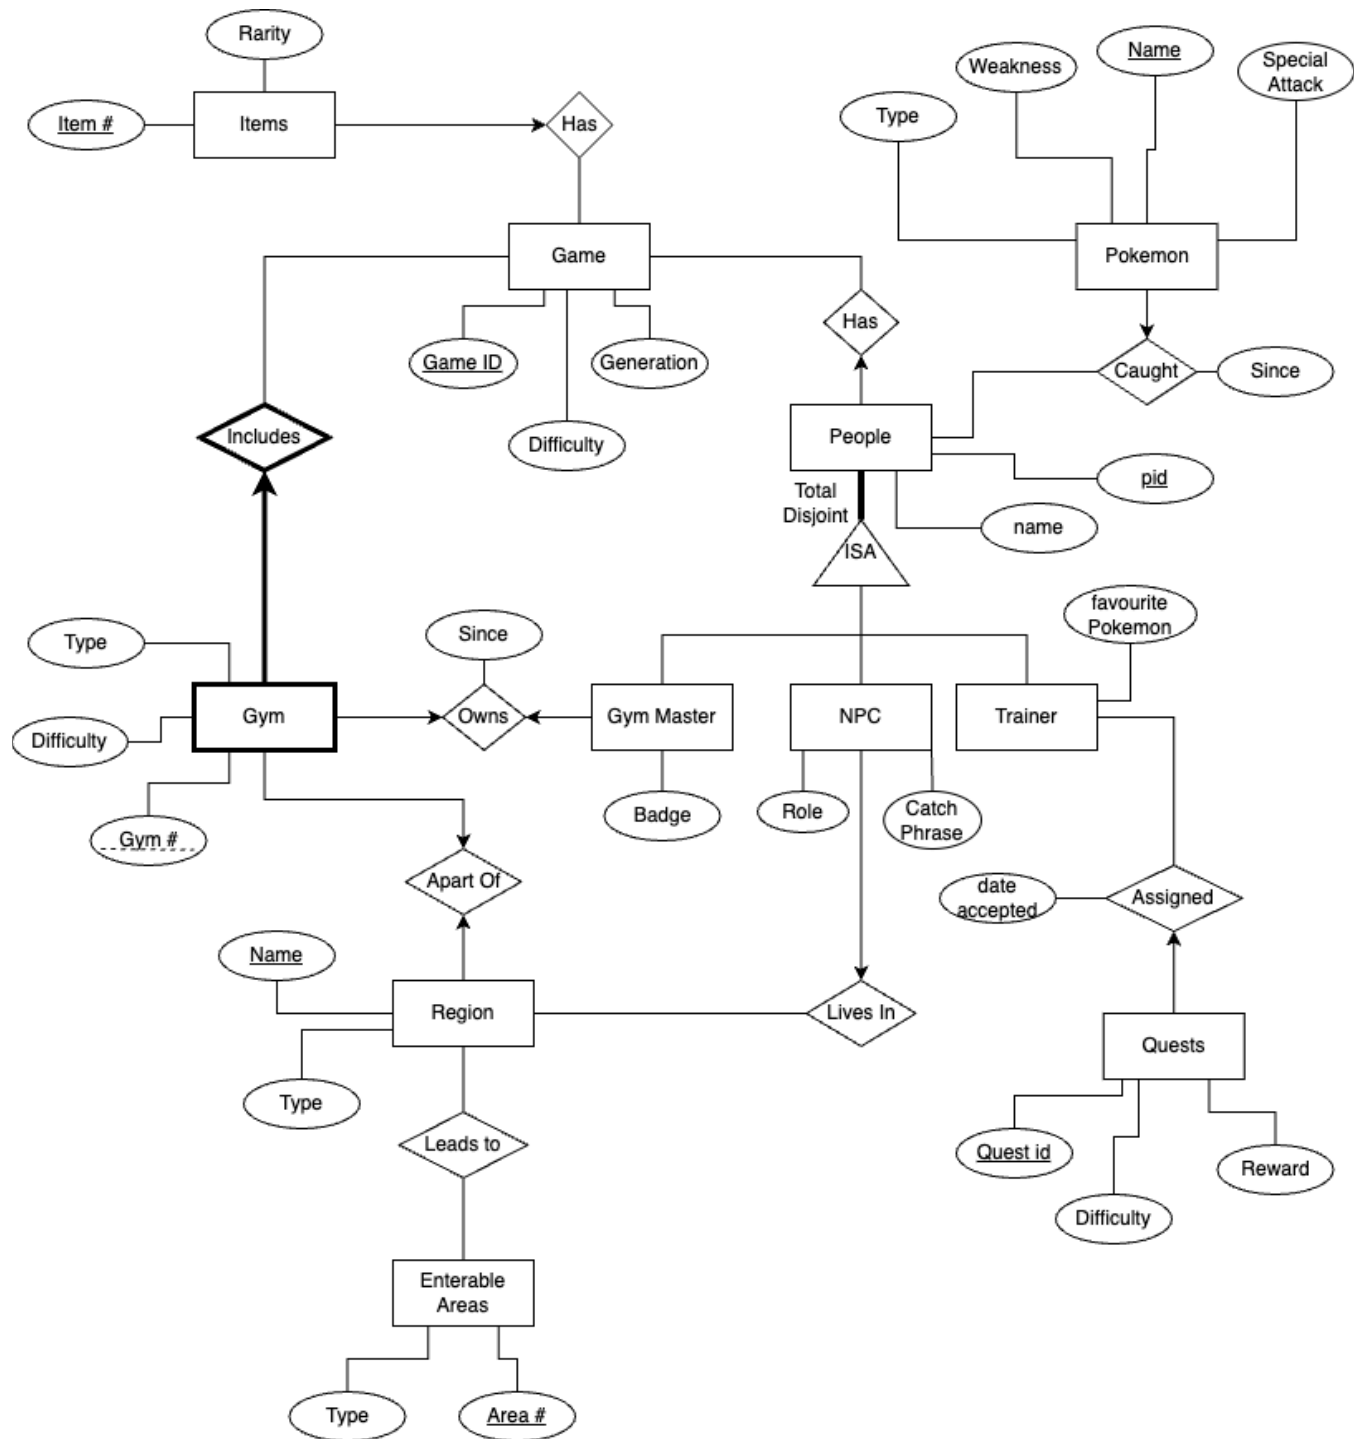 Rarity
Item #
Items
Has
Name
Special
Attack
Weakness
Type
Pokemon
Game
Has
Game ID
Generation
Difficulty
Caught
Since
Includes
People
pid
name
Total
Disjoint
ISA
favourite
Pokemon
Type
Since
Difficulty
Gym
Owns
Gym Master
NPC
Trainer
Gym #
Badge
Role
Catch
Phrase
Apart Of
date
accepted
Assigned
Name
Region
Lives In
Type
Quests
Leads to
Quest id
Reward
Difficulty
Enterable
Areas
Type
Area #